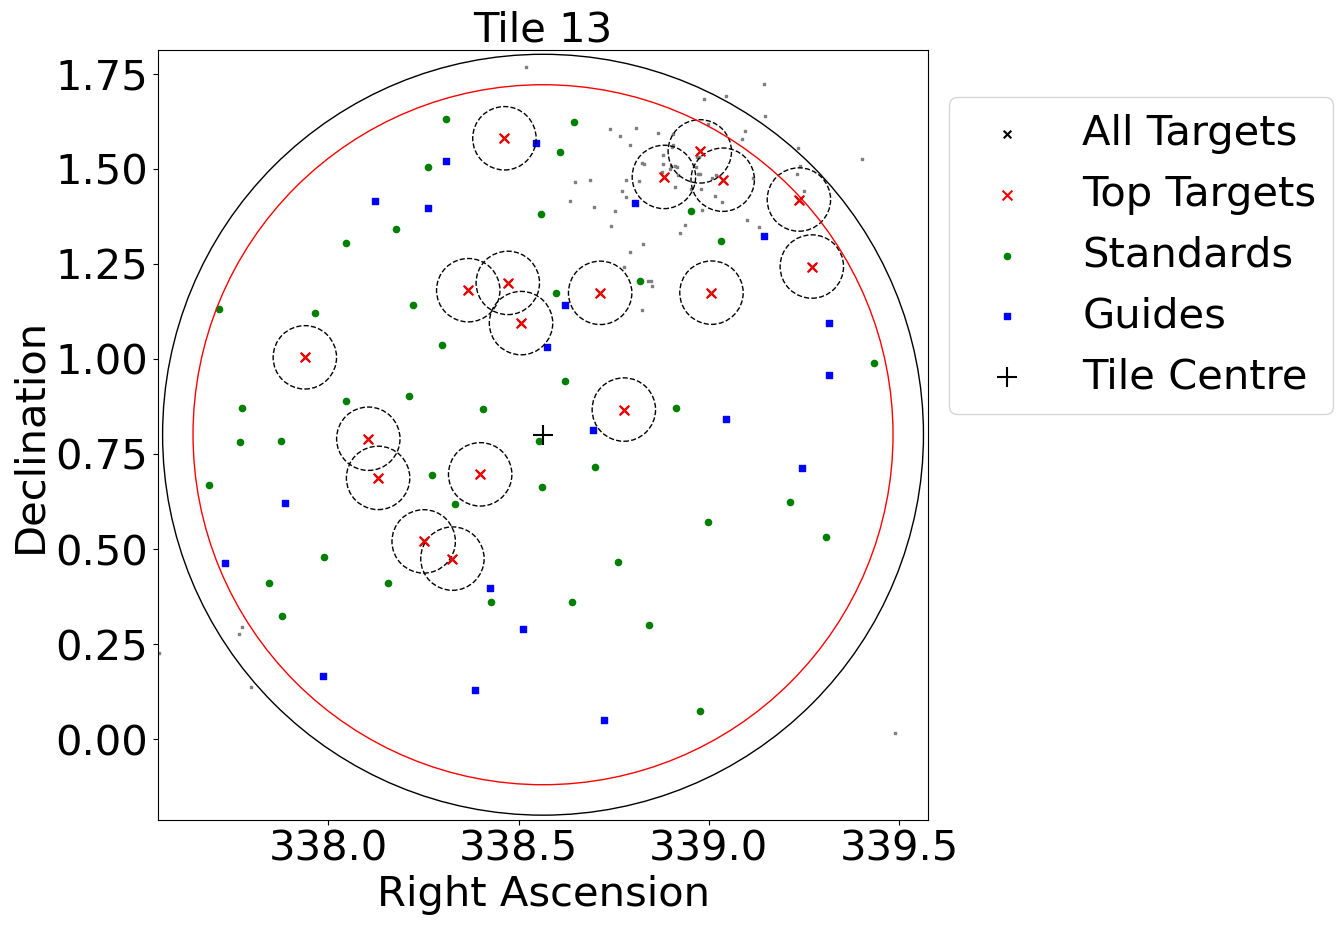 Tile 13
1.75
1.50
1.25
1.00
0.75
0.50
0.25
0.00
Declination
338.0
338.5
339.0
339.5
Right Ascension
All Targets
Top Targets
Standards
Guides
Tile Centre